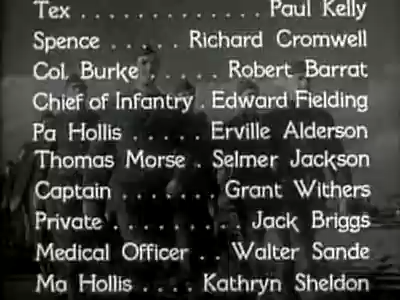 Tex . . . . . . . . . . . . . Paul Kelly
Spence . . . . . Richard Cromwell
Col. Burke . . . . . Robert Barrat
Chief of Infantry . Edward Fielding
Pa Hollis . . . . . Erville Alderson
Thomas Morse . Selmer Jackson
Captain . . . . . . . Grant Withers
Private . . . . . . . . . Jack Briggs
Medical Officer . . Walter Sande
Ma Hollis . . . . Kathryn Sheldon